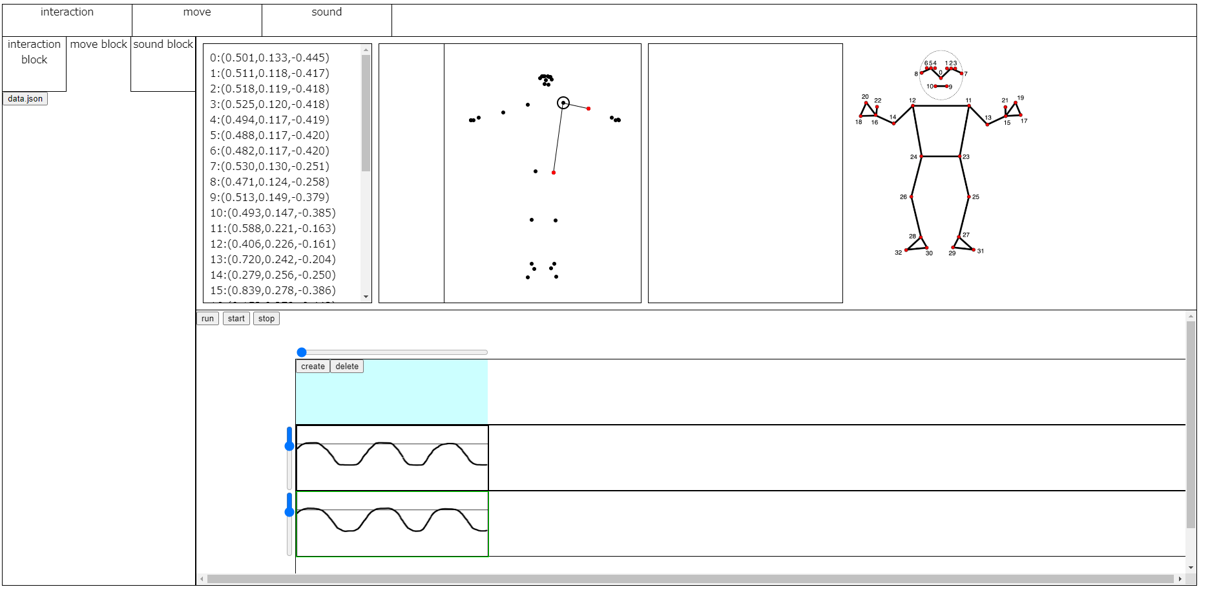 interaction move sound
interaction block move block sound block
data.json
0:(0.501,0.133,-0.445)
1:(0.511,0.118,-0.417)
2:(0.518,0.119,-0.418)
3:(0.525,0.120,-0.418)
4:(0.494,0.117,-0.419)
5:(0.488,0.117,-0.420)
6:(0.482,0.117,-0.420)
7:(0.530,0.130,-0.251)
8:(0.471,0.124,-0.258)
9:(0.513,0.149,-0.379)
10:(0.493,0.147,-0.385)
11:(0.588,0.221,-0.163)
12:(0.406,0.226,-0.161)
13:(0.720,0.242,-0.204)
14:(0.279,0.256,-0.250)
15:(0.839,0.278,-0.386)
6 5 4 1 2 3
8 0 7
10 9
20 22 12 11 21 19
18 16 14 13 15 17
24 23
26 25
28 27
32 30 29 31
run start stop
create delete